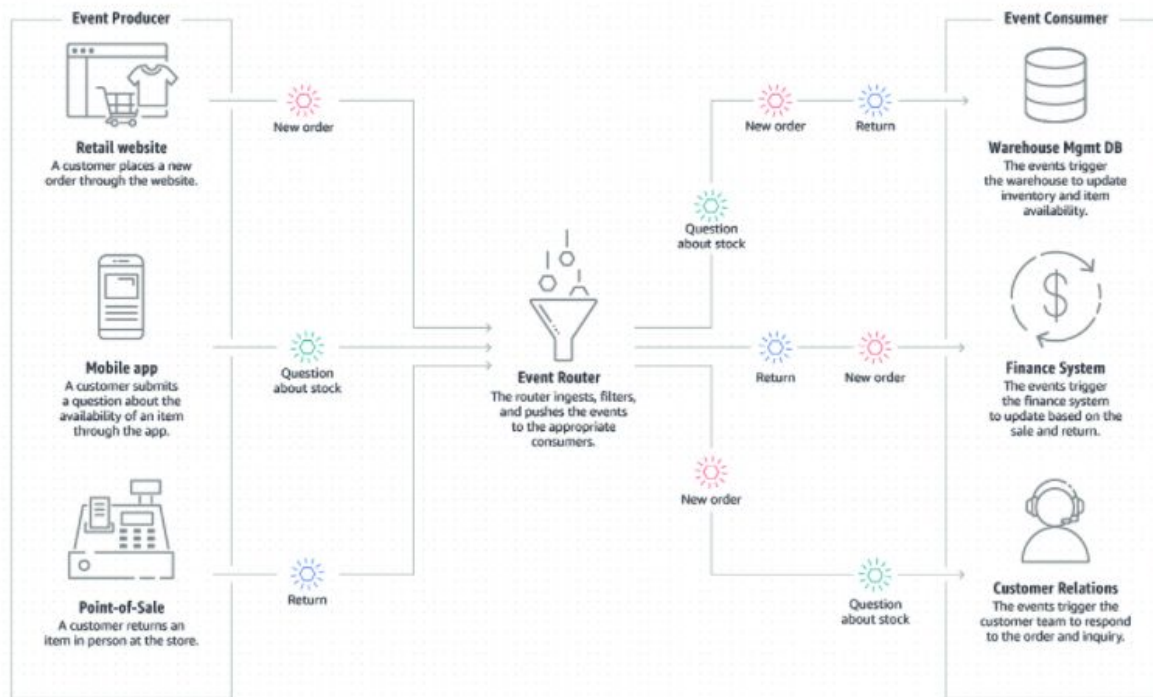 Event Producer
Retail website
A customer places a new
order through the website.
Mobile app
A customer submits
a question about the
availability of an item
through the app.
Point-of-Sale
A customer returns an
item in person at the store.
New order
Question
about stock
Return
Event Router
The router ingests, filters,
and pushes the events
to the appropriate
consumers.
New order
Return
Question
about stock
Return
New order
New order
Question
about stock
Event Consumer
Warehouse Mgmt DB
The events trigger
the warehouse to update
inventory and item
availability.
Finance System
The events trigger
the finance system
to update based on the
sale and return.
Customer Relations
The events trigger the
customer team to respond
to the order and inquiry.